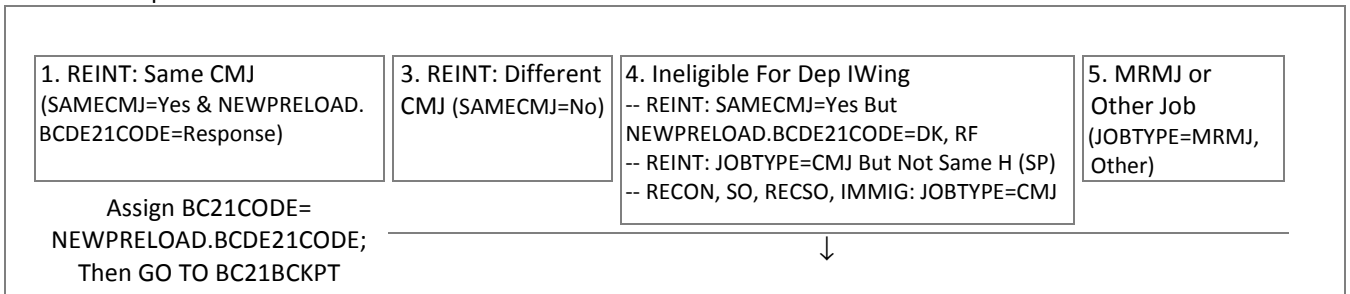 1. REINT: Same CMJ
(SAMECMJ=Yes & NEWPRELOAD.
BCDE21CODE=Response)
3. REINT: Different
CMJ (SAMECMJ=No)
4. Ineligible For Dep IWing
-- REINT: SAMECMJ=Yes But
NEWPRELOAD.BCDE21CODE=DK, RF
-- REINT: JOBTYPE=CMJ But Not Same H (SP)
-- RECON, SO, RECSO, IMMIG: JOBTYPE=CMJ
5. MRMJ or
Other Job
(JOBTYPE=MRMJ,
Other)
Assign BC21CODE=
NEWPRELOAD.BCDE21CODE;
Then GO TO BC21BCKPT
↓